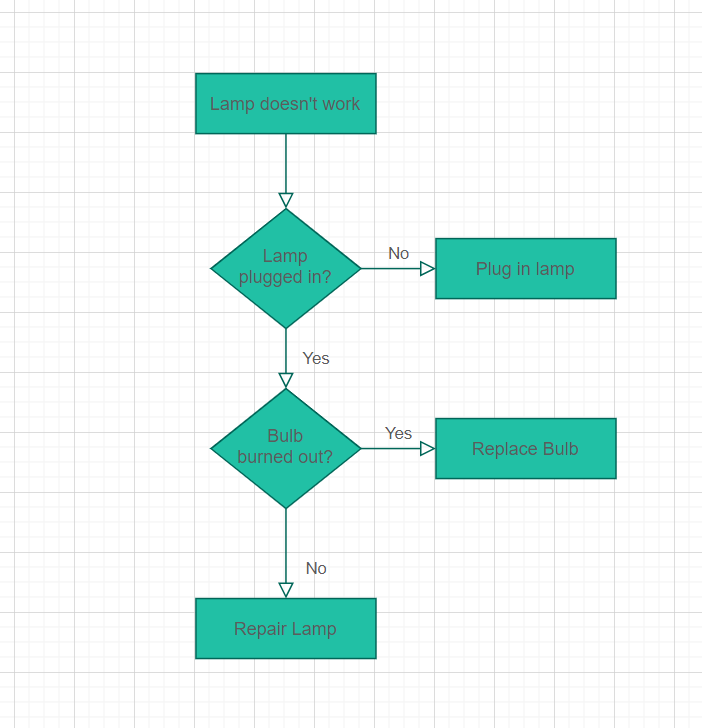 Lamp doesn't work
Lamp
plugged in?
No
Plug in lamp
Yes
Bulb
burned out?
Yes
Replace Bulb
No
Repair Lamp